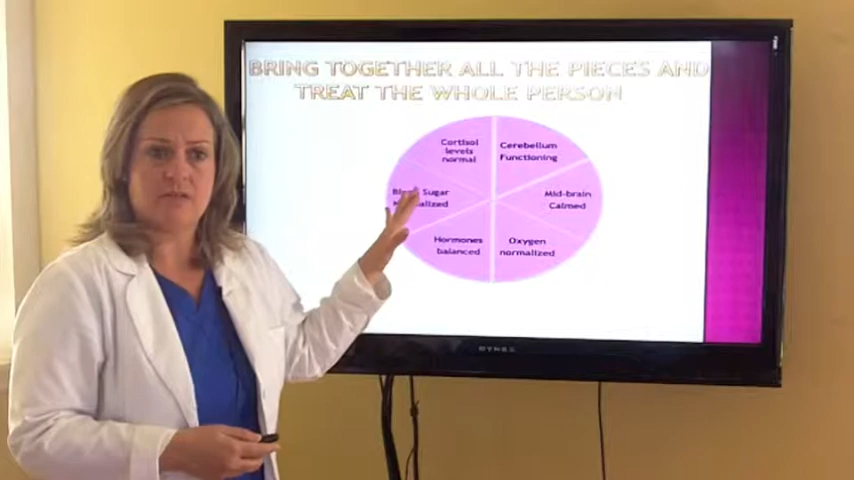 BRING TOGETHER ALL THE PIECES AND
TREAT THE WHOLE PERSON
Cortisol
levels
normal
Cerebellum
Functioning
Sugar
Mid-brain
Calmed
Hormones
balanced
Oxygen
normalized
DYNEX